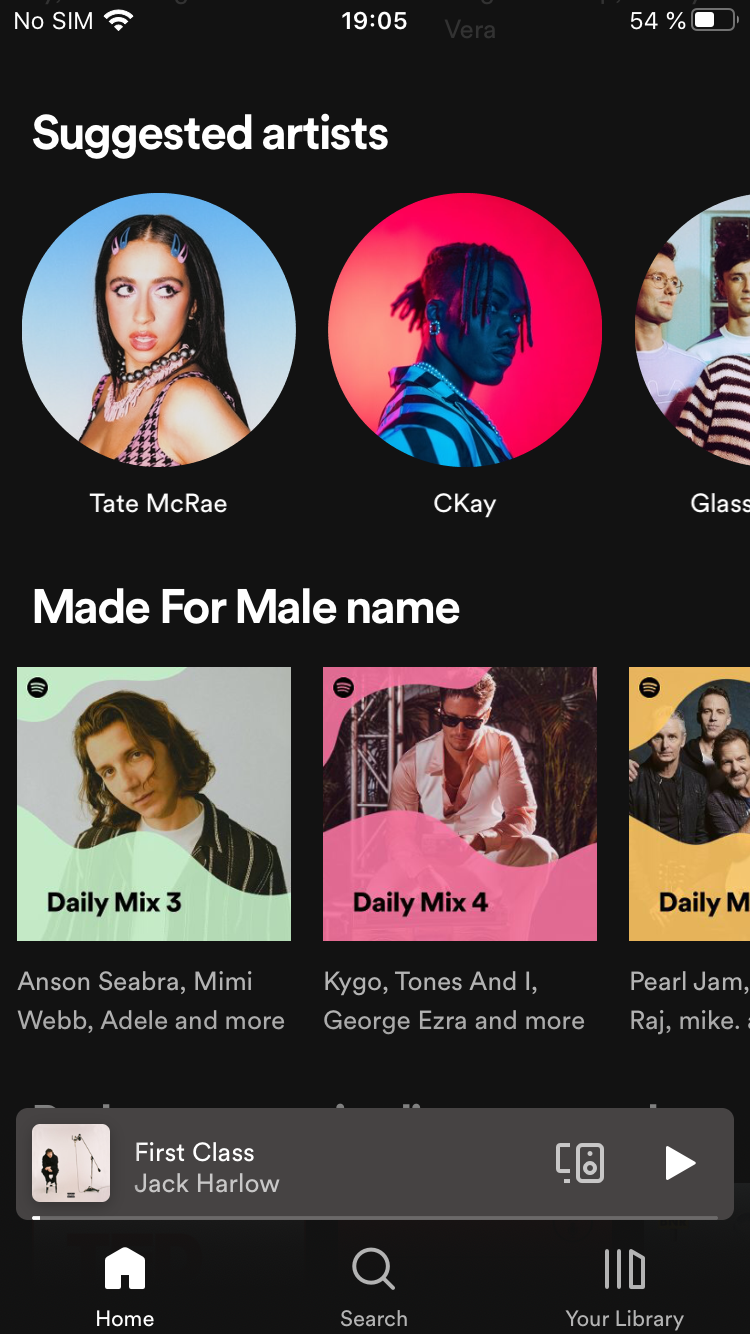 No SIM 19:05 54 %
Vera
Suggested artists
Tate McRae CKay Glass
Made For Male name
Daily Mix 3 Daily Mix 4 Daily M
Anson Seabra, Mimi Kygo, Tones And I, Pearl Jam,
Webb, Adele and more George Ezra and more Raj, mike.
First Class
Jack Harlow
Home Search Your Library